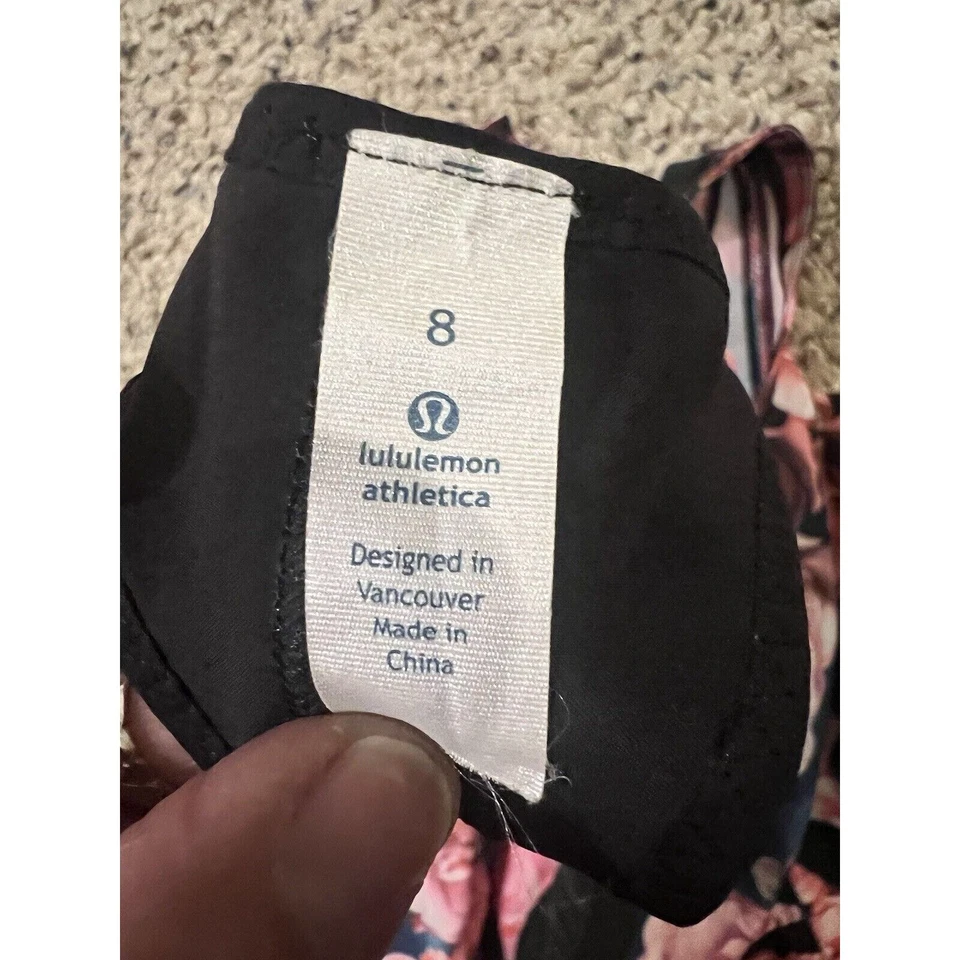 8
lululemon
athletica
Designed in
Vancouver
Made in
China